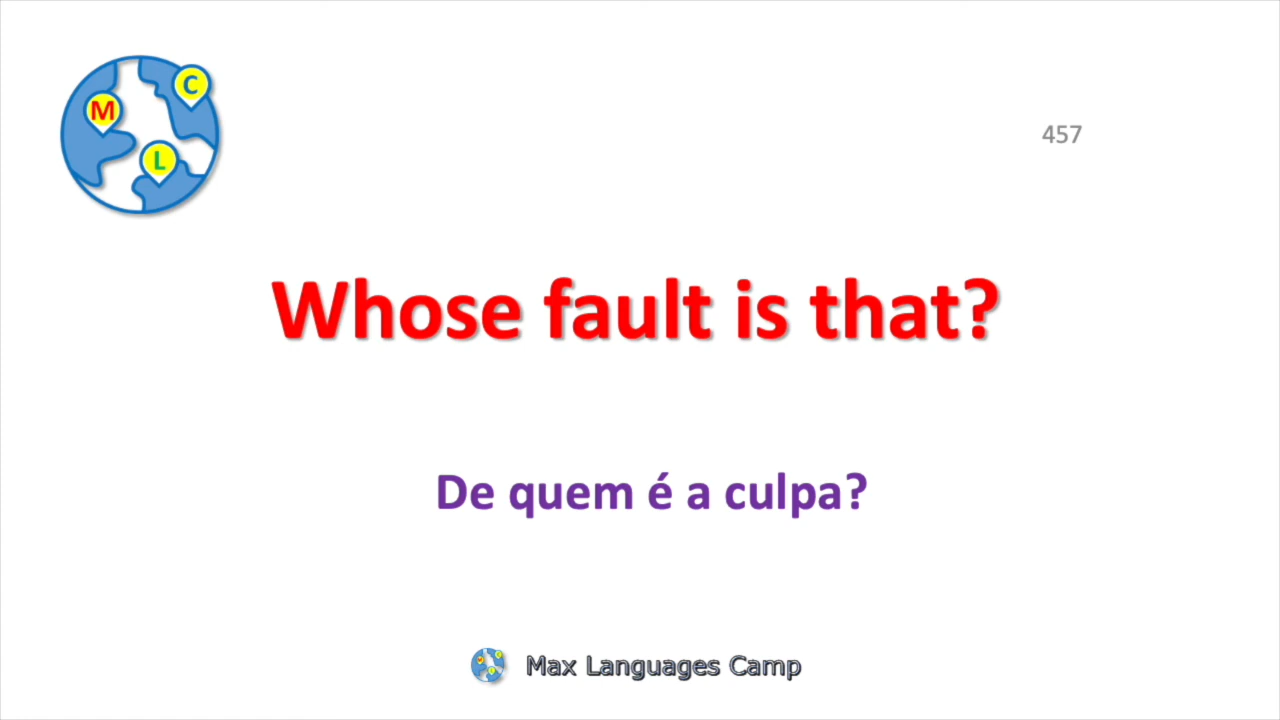 C
M
L
457
Whose fault is that?
De quem é a culpa?
Max Languages Camp